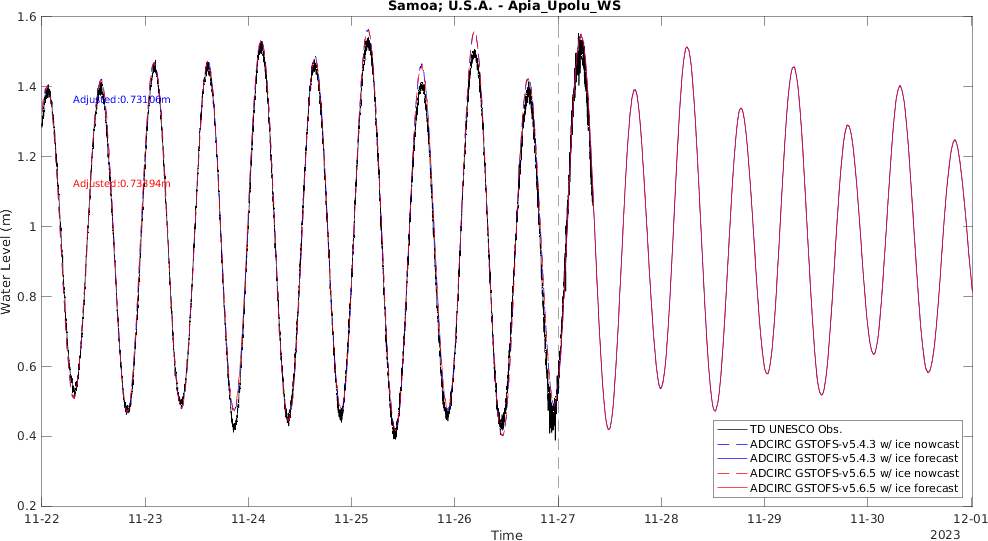 Samoa; U.S.A. - Apia_Upolu_WS
1.6
1.4
1.2
1
0.8
0.6
0.4
0.2
Water Level (m)
Adjusted:0.73106m
Adjusted:0.73394m
TD UNESCO Obs.
ADCIRC GSTOFS-v5.4.3 w/ ice nowcast
ADCIRC GSTOFS-v5.4.3 w/ ice forecast
ADCIRC GSTOFS-v5.6.5 w/ ice nowcast
ADCIRC GSTOFS-v5.6.5 w/ ice forecast
11-22 11-23 11-24 11-25 11-26 11-27 11-28 11-29 11-30 12-01
Time
2023